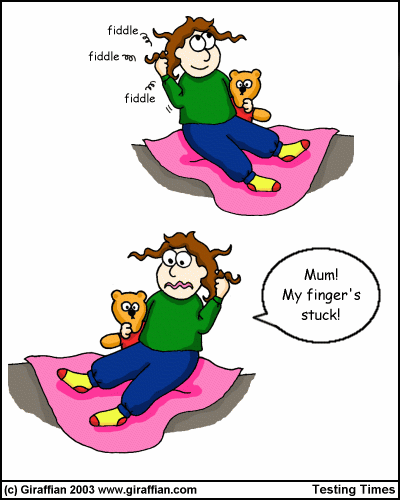 fiddle
fiddle
fiddle
Mum!
My finger's
stuck!
(c) Giraffian 2003 www.giraffian.com
Testing Times